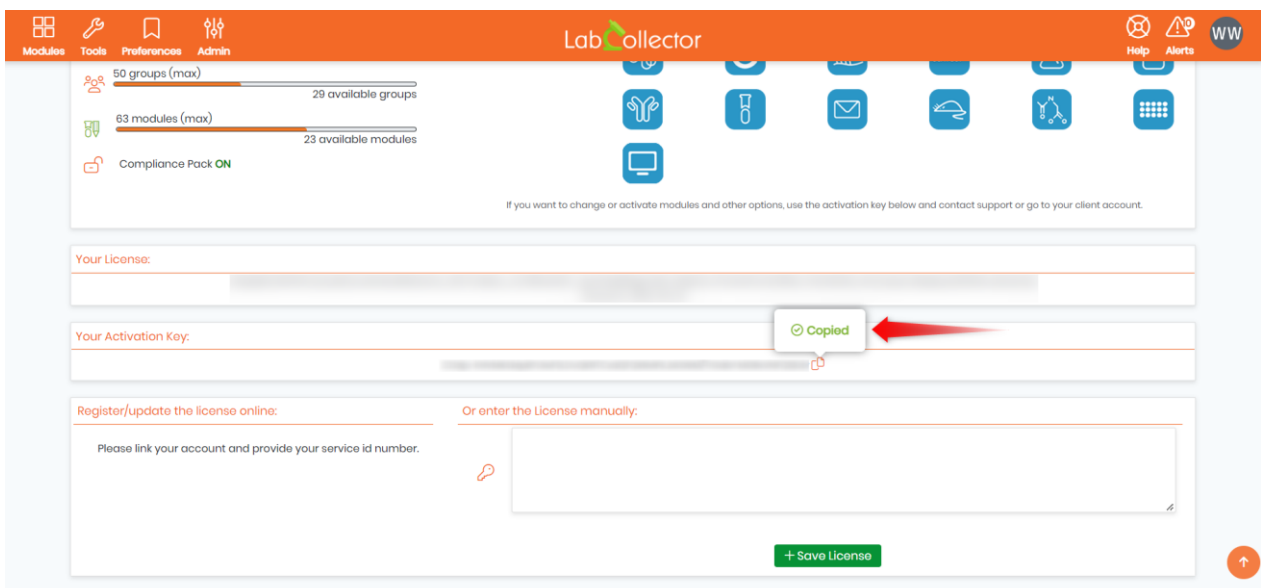 Modules Tools Preferences Admin
LabCollector
Help Alerts
WW
50 groups (max)
29 available groups
63 modules (max)
23 available modules
Compliance Pack ON
If you want to change or activate modules and other options, use the activation key below and contact support or go to your client account.
Your License:
Your Activation Key:
Copied
Register/update the license online:
Please link your account and provide your service id number.
Or enter the License manually:
+ Save License